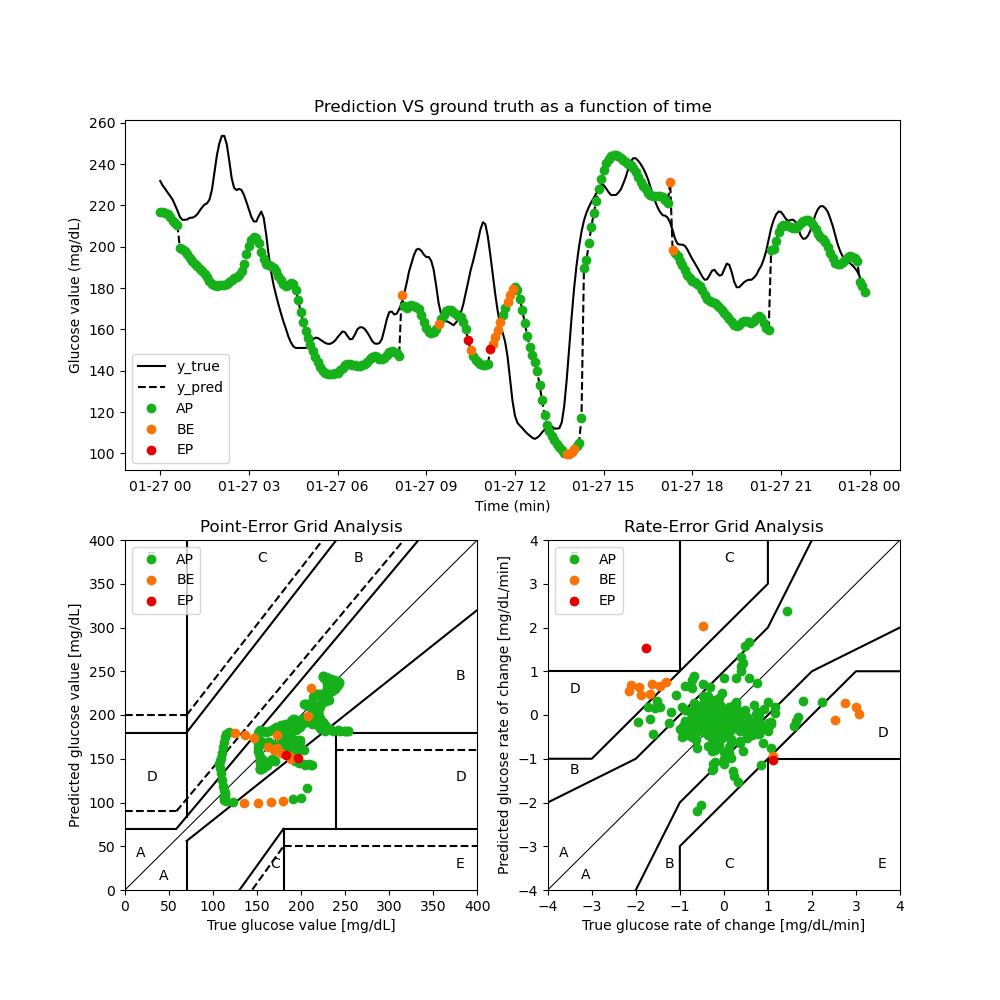 Prediction VS ground truth as a function of time
Glucose value (mg/dL)
260
240
220
200
180
160
140
120
100
y_true
y_pred
AP
BE
EP
01-27 00 01-27 03 01-27 06 01-27 09 01-27 12 01-27 15 01-27 18 01-27 21 01-28 00
Time (min)
Point-Error Grid Analysis
Predicted glucose value [mg/dL]
400
350
300
250
200
150
100
50
0
AP
BE
EP
C B
B
D D
A
A
C E
0 50 100 150 200 250 300 350 400
True glucose value [mg/dL]
Rate-Error Grid Analysis
Predicted glucose rate of change [mg/dL/min]
4
3
2
1
0
−1
−2
−3
−4
AP
BE
EP
C
D
D
B
A
A
B C E
−4 −3 −2 −1 0 1 2 3 4
True glucose rate of change [mg/dL/min]